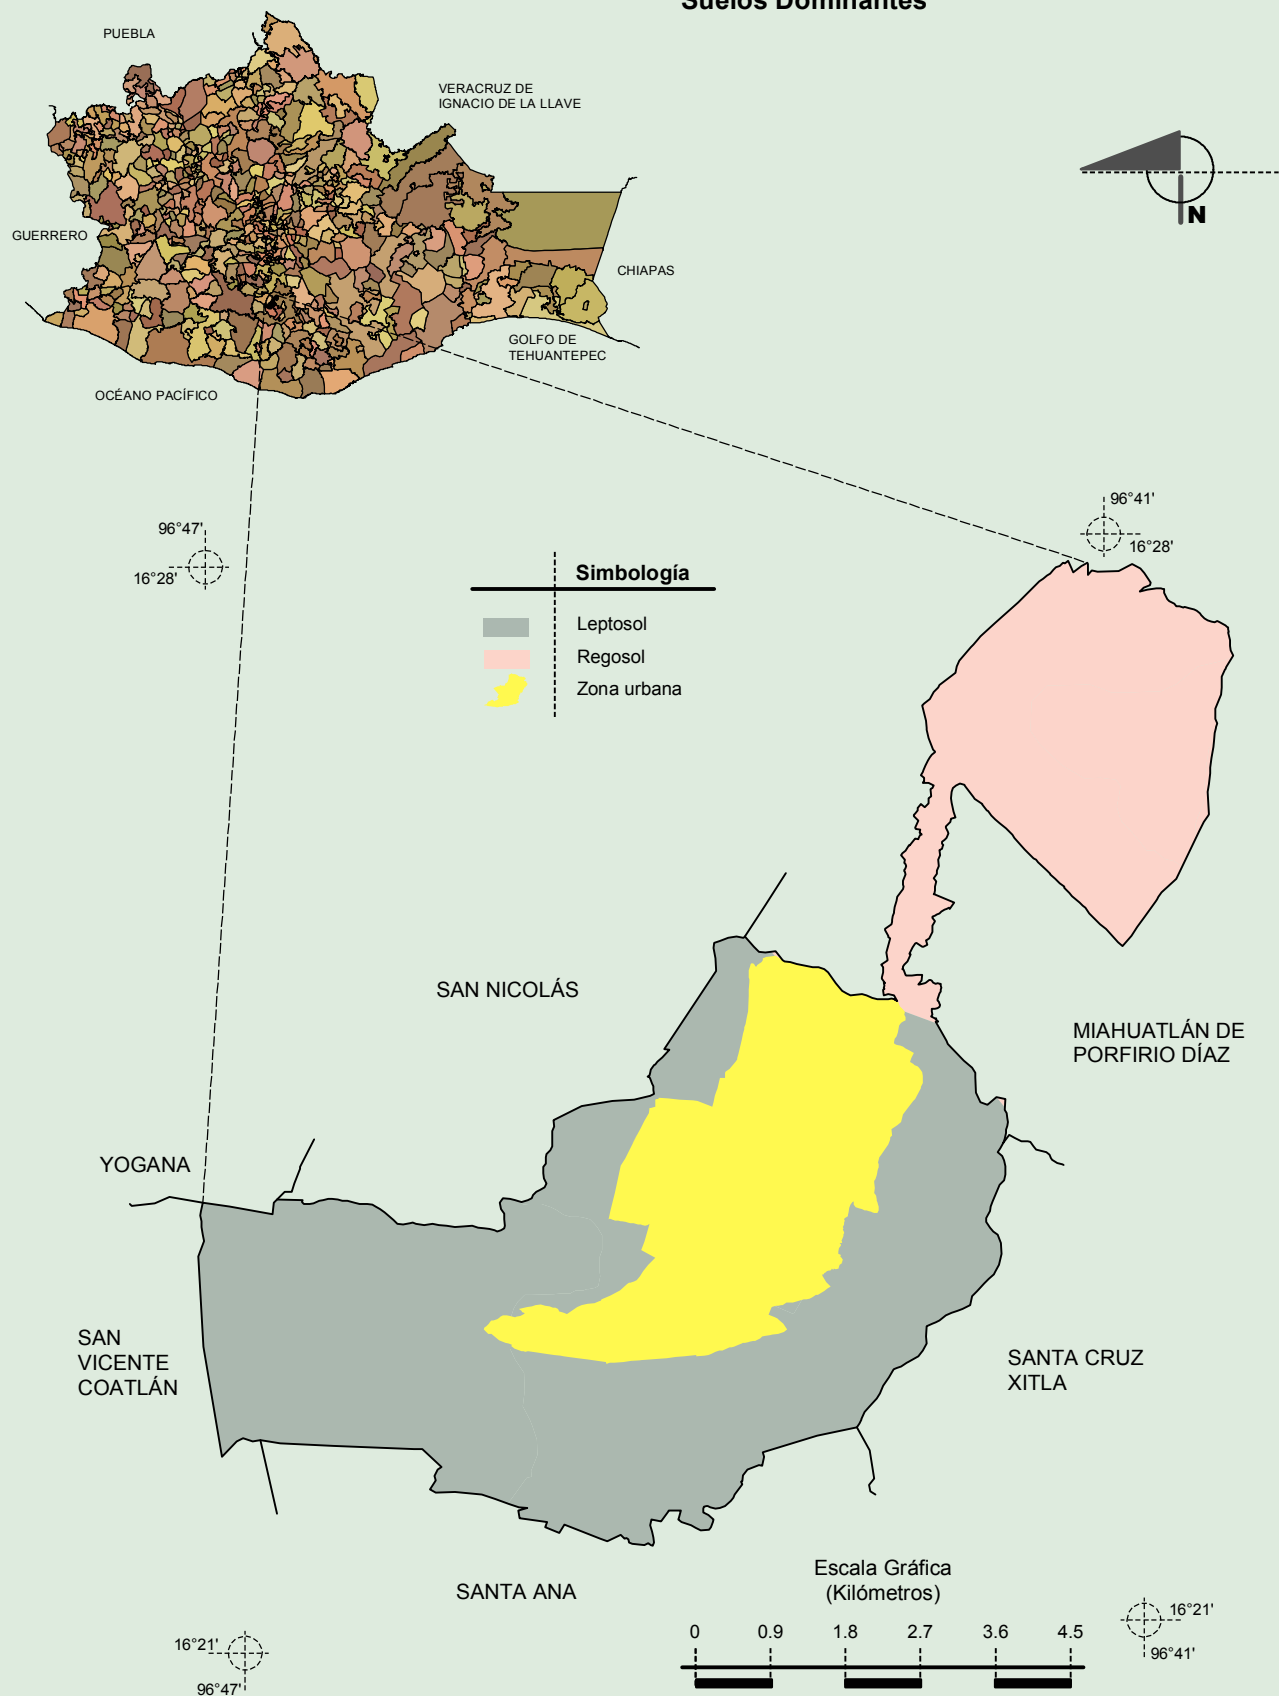 Suelos Dominantes
PUEBLA
VERACRUZ DE
IGNACIO DE LA LLAVE
N
GUERRERO
CHIAPAS
GOLFO DE
TEHUANTEPEC
OCÉANO PACÍFICO
96°47'
16°28'
96°41'
16°28'
Simbología
Leptosol
Regosol
Zona urbana
SAN NICOLÁS
MIAHUATLÁN DE
PORFIRIO DÍAZ
YOGANA
SAN
VICENTE
COATLÁN
SANTA CRUZ
XITLA
SANTA ANA
Escala Gráfica
(Kilómetros)
0 0.9 1.8 2.7 3.6 4.5
16°21'
96°47'
16°21'
96°41'